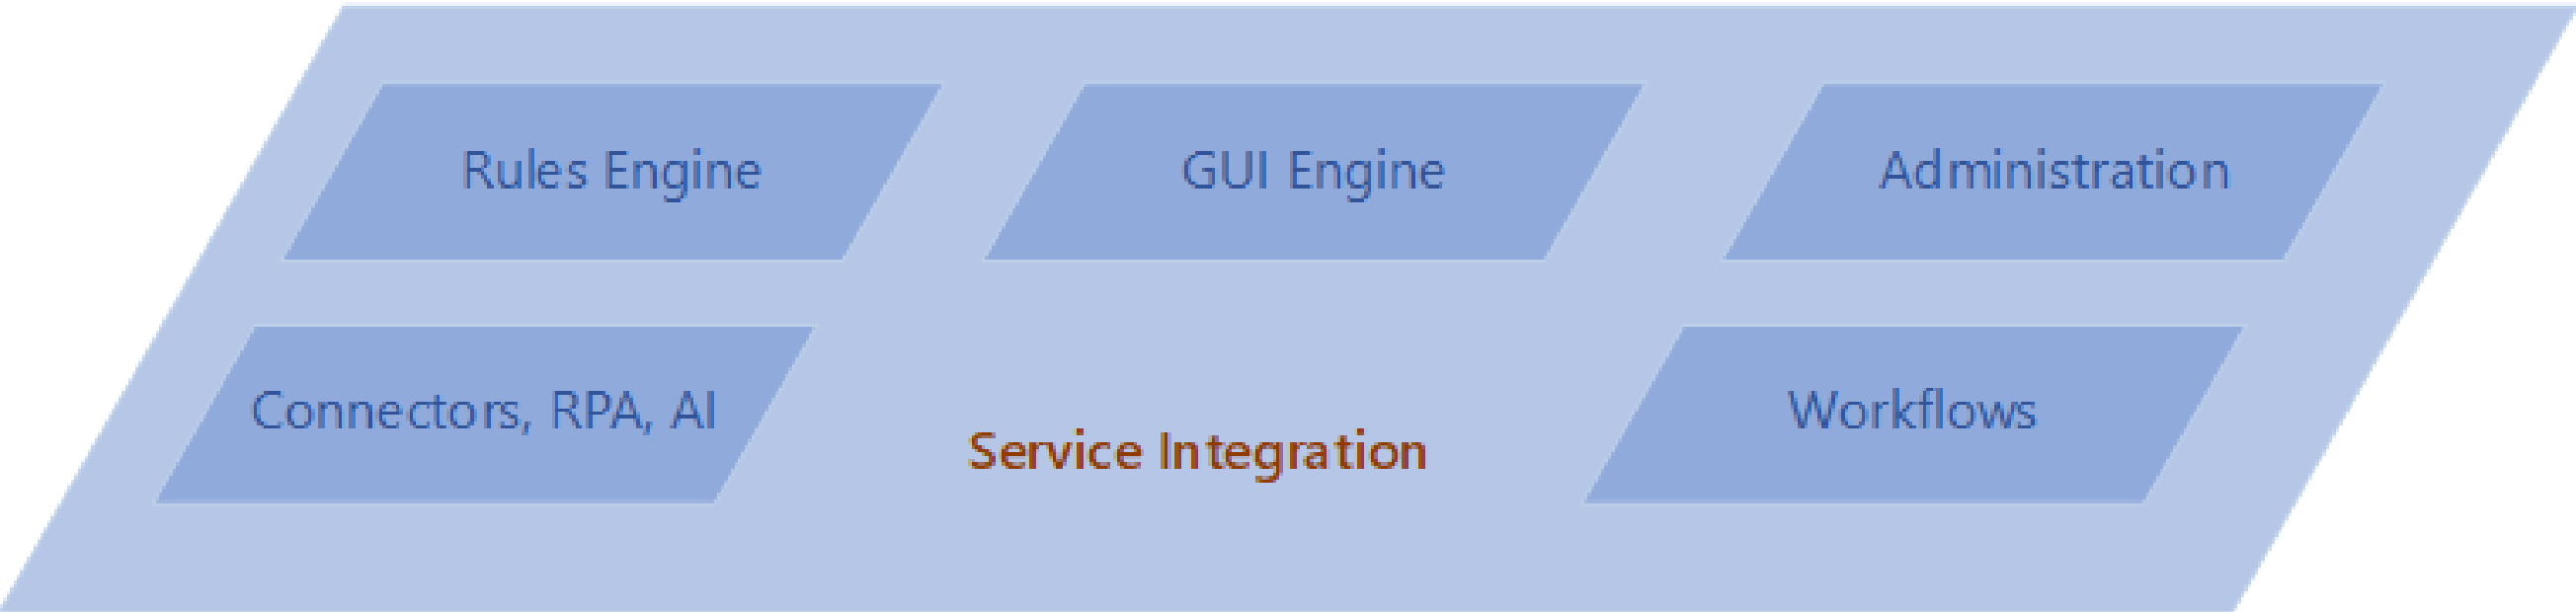 Rules Engine
GUI Engine
Administration
Connectors, RPA, AI
Service Integration
Workflows